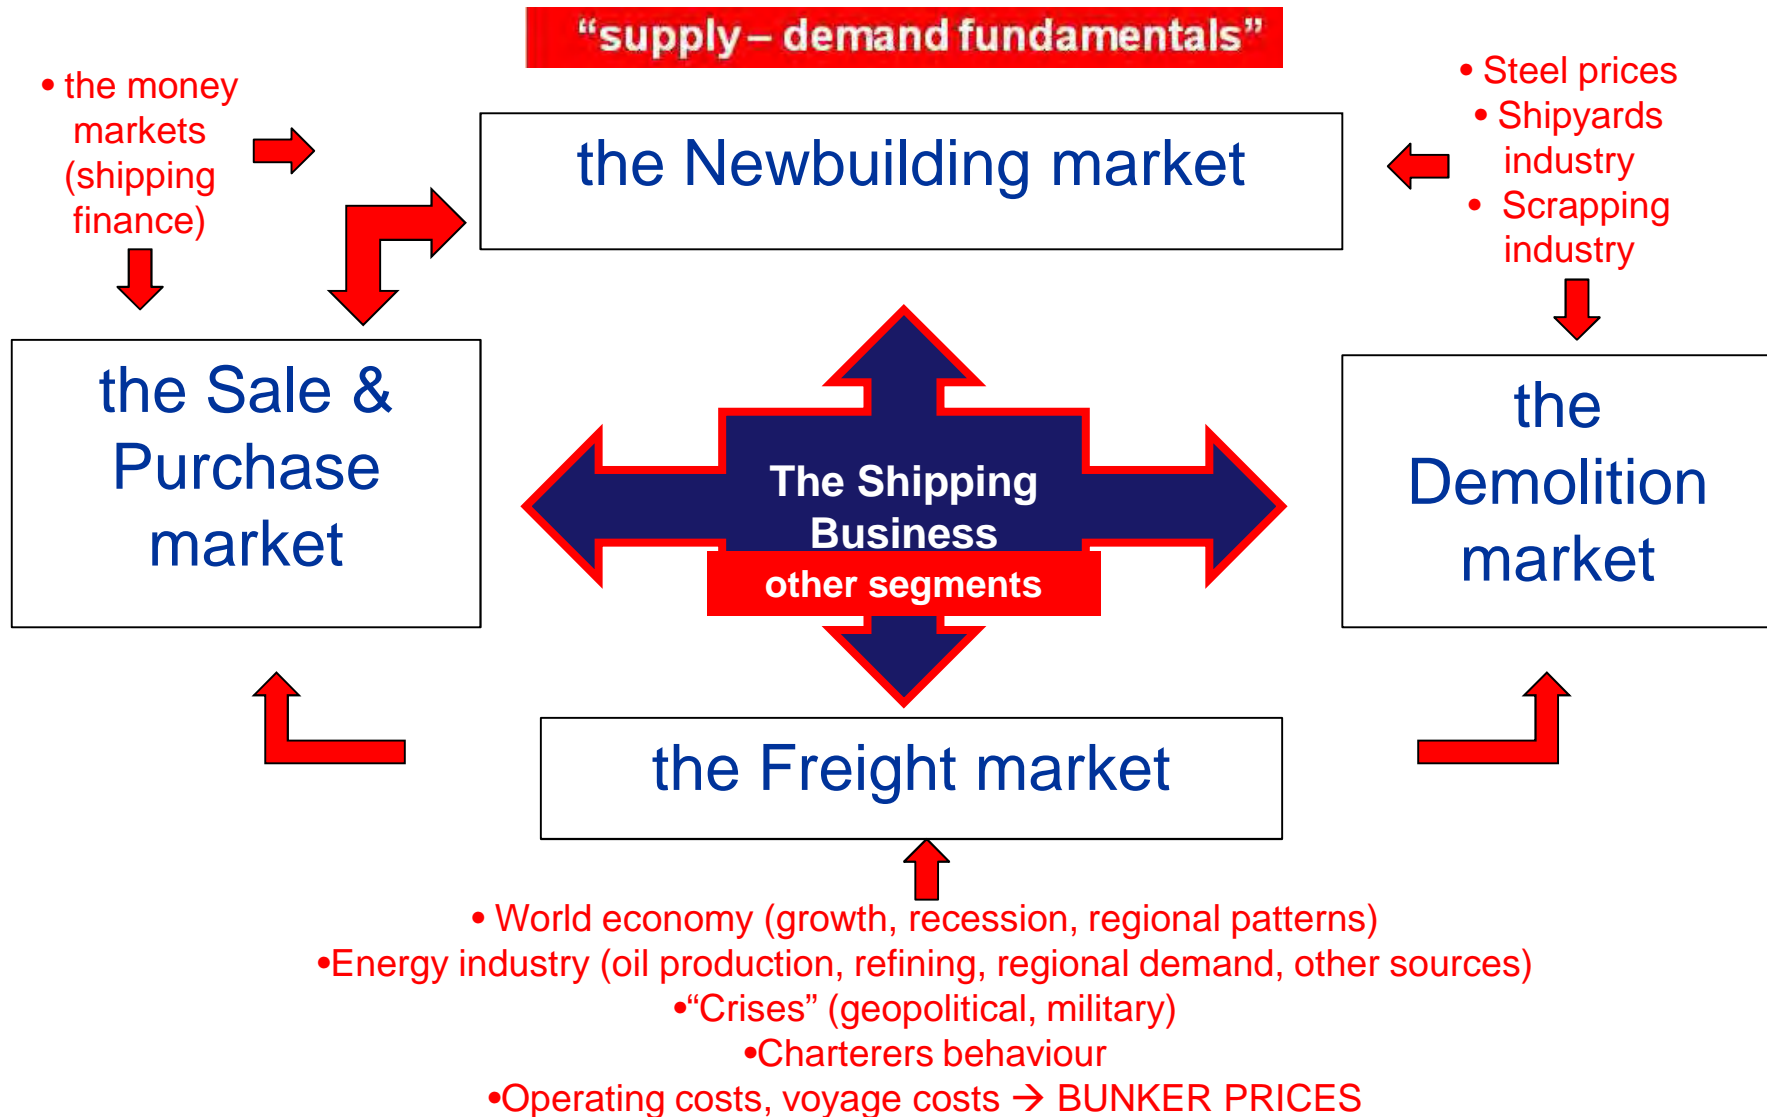 “supply – demand fundamentals”
• the money
markets
(shipping
finance)
• Steel prices
• Shipyards
industry
• Scrapping
industry
the Newbuilding market
the Sale &
Purchase
market
The Shipping
Business
other segments
the
Demolition
market
the Freight market
• World economy (growth, recession, regional patterns)
•Energy industry (oil production, refining, regional demand, other sources)
•“Crises” (geopolitical, military)
•Charterers behaviour
•Operating costs, voyage costs → BUNKER PRICES